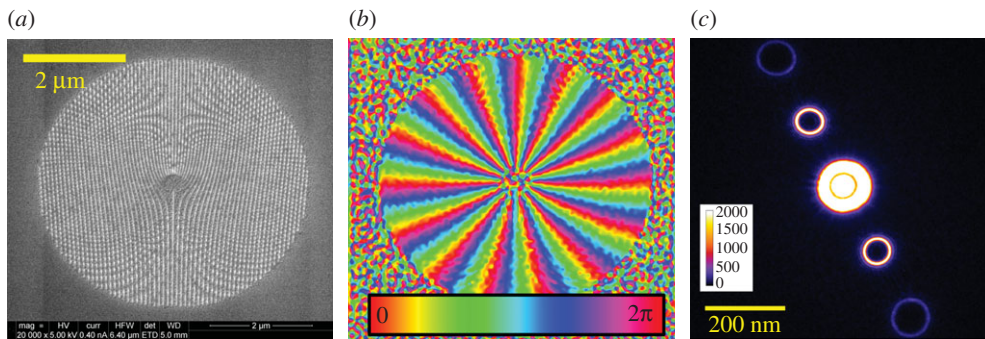 (a)
2 μm
mag ¤ HV curr HFW det WD
20 000 x 5.00 kV 0.40 nA 6.40 μm ETD 5.0 mm
2 μm
(b)
0 2π
(c)
2000
1500
1000
500
0
200 nm